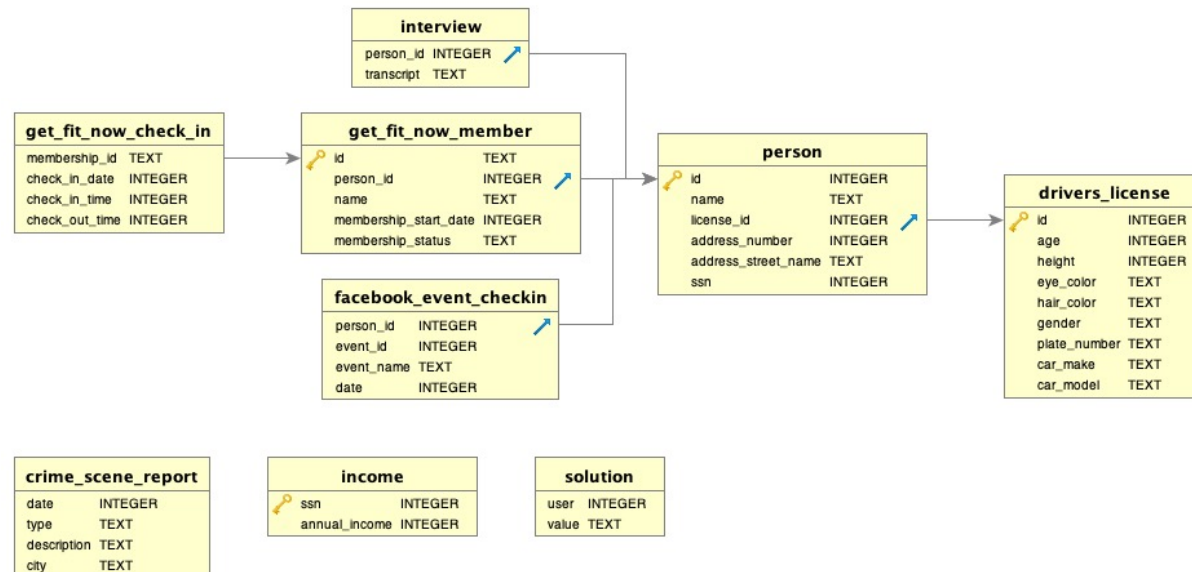 interview
person_id INTEGER
transcript TEXT
get_fit_now_check_in
membership_id TEXT
check_in_date INTEGER
check_in_time INTEGER
check_out_time INTEGER
get_fit_now_member
id TEXT
person_id INTEGER
name TEXT
membership_start_date INTEGER
membership_status TEXT
person
id INTEGER
name TEXT
license_id INTEGER
address_number INTEGER
address_street_name TEXT
ssn INTEGER
drivers_license
id INTEGER
age INTEGER
height INTEGER
eye_color TEXT
hair_color TEXT
gender TEXT
plate_number TEXT
car_make TEXT
car_model TEXT
facebook_event_checkin
person_id INTEGER
event_id INTEGER
event_name TEXT
date INTEGER
crime_scene_report
date INTEGER
type TEXT
description TEXT
city TEXT
income
ssn INTEGER
annual_income INTEGER
solution
user INTEGER
value TEXT